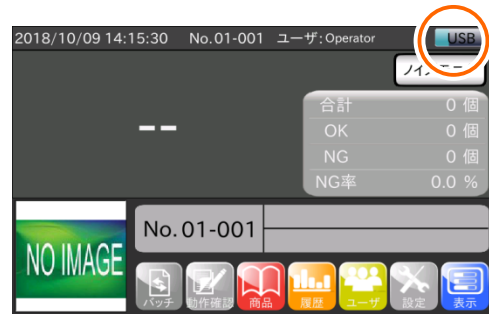 2018/10/09 14:15:30 No.01-001 ユーザ:Operator USB
合計 0 個
-- OK 0 個
NG 0 個
NG率 0.0 %
No.01-001
NO IMAGE
バッチ 動作確認 商品 履歴 ユーザ 設定 表示